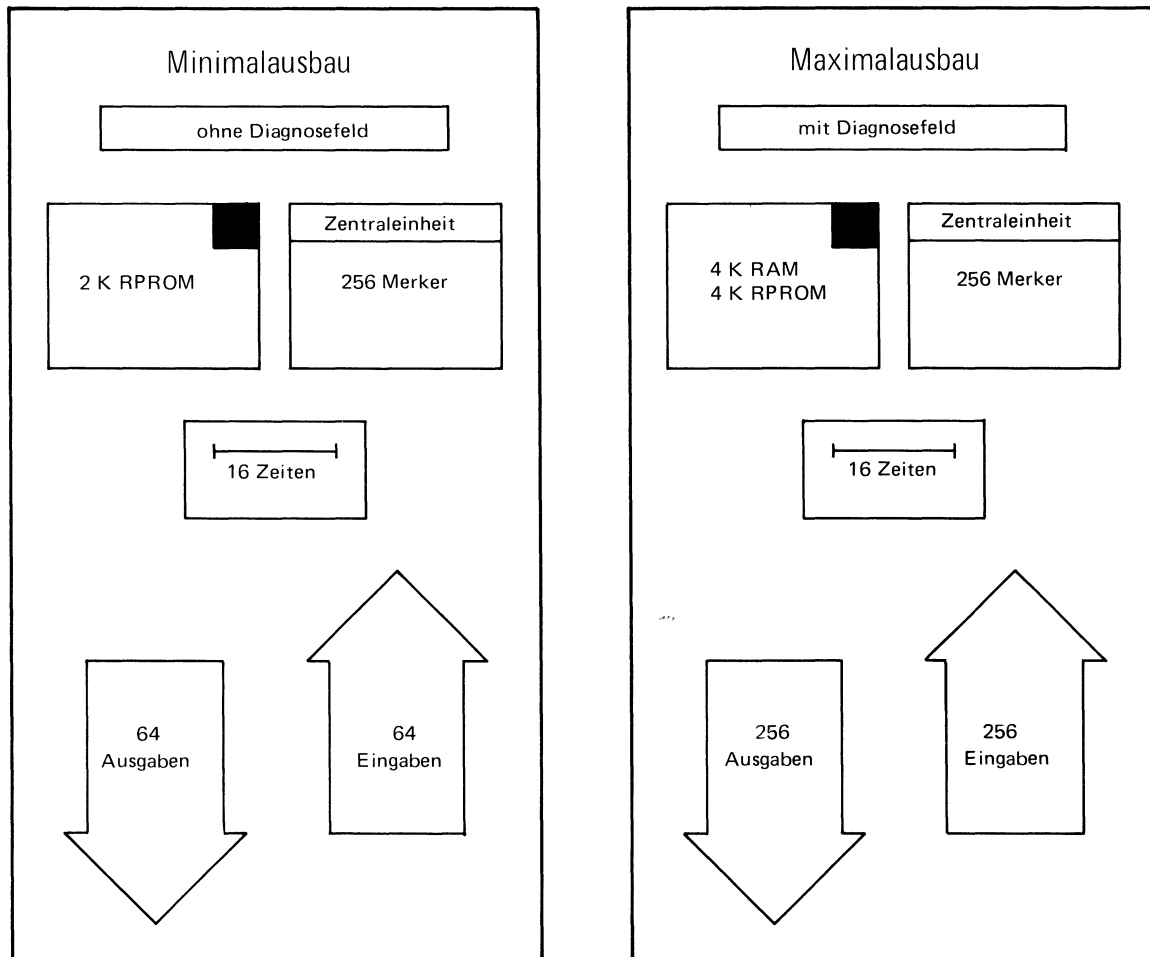 Minimalausbau
ohne Diagnosefeld
2 K RPROM
Zentraleinheit
256 Merker
16 Zeiten
64
Ausgaben
64
Eingaben
Maximalausbau
mit Diagnosefeld
4 K RAM
4 K RPROM
Zentraleinheit
256 Merker
16 Zeiten
256
Ausgaben
256
Eingaben